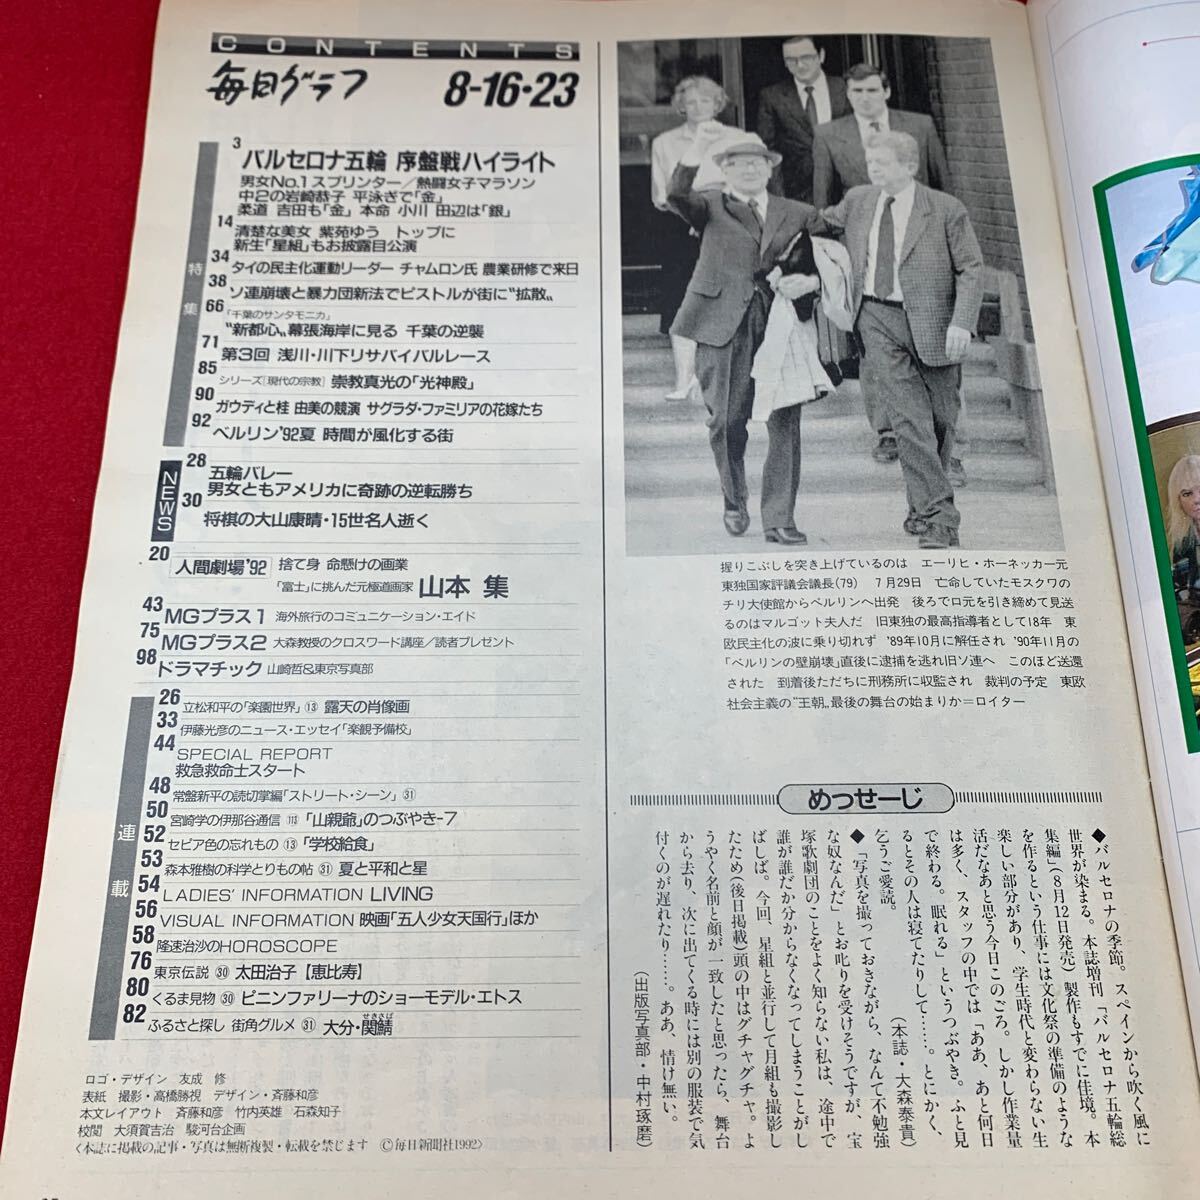 CONTENTS
毎日グラフ
8-16・23
特集
3
バルセロナ五輪 序盤戦ハイライト
男女No.1スプリンター／熱闘女子マラソン
中2の岩崎恭子 平泳ぎで「金」
柔道 吉田も「金」 本命 小川 田辺は「銀」
14
清楚な美女 紫苑ゆう トップに
新生「星組」もお披露目公演
34
タイの民主化運動リーダー チャムロン氏 農業研修で来日
38
ソ連崩壊と暴力団新法でピストルが街に〝拡散〟
66
「千葉のサンタモニカ」
〝新都心〟幕張海岸に見る 千葉の逆襲
71
第3回 浅川・川下リサバイバルレース
85
シリーズ[現代の宗教] 崇教真光の「光神殿」
90
ガウディと桂 由美の競演 サグラダ・ファミリアの花嫁たち
92
ベルリン'92夏 時間が風化する街
NEWS
28
五輪バレー
男女ともアメリカに奇跡の逆転勝ち
30
将棋の大山康晴・15世名人逝く
20
人間劇場'92 捨て身 命懸けの画業
「富士」に挑んだ元極道画家 山本 集
43
MGプラス1 海外旅行のコミュニケーション・エイド
75
MGプラス2 大森教授のクロスワード講座／読者プレゼント
98
ドラマチック 山崎哲&東京写真部
連載
26
立松和平の「楽園世界」⑬ 露天の肖像画
33
伊藤光彦のニュース・エッセイ「楽観予備校」
44
SPECIAL REPORT
救急救命士スタート
48
常盤新平の読切掌編「ストリート・シーン」㉛
50
宮崎学の伊那谷通信 「山親爺」のつぶやき-7
52
セピア色の忘れもの ⑬「学校給食」
53
森本雅樹の科学とりもの帖 ㉛ 夏と平和と星
54
LADIES' INFORMATION LIVING
56
VISUAL INFORMATION 映画「五人少女天国行」ほか
58
隆速治沙のHOROSCOPE
76
東京伝説 ㉚ 太田治子【恵比寿】
80
くるま見物 ㉚ ピニンファリーナのショーモデル・エトス
82
ふるさと探し 街角グルメ ㉛ 大分・関鯖
せきさば
ロゴ・デザイン 友成 修
表紙 撮影・高橋勝視 デザイン・斉藤和彦
本文レイアウト 斉藤和彦 竹内英雄 石森知子
校閲 大須賀吉治 駿河台企画
〈本誌に掲載の記事・写真は無断複製・転載を禁じます ©毎日新聞社1992〉
握りこぶしを突き上げているのは エーリヒ・ホーネッカー元
東独国家評議会議長(79) 7月29日 亡命していたモスクワの
チリ大使館からベルリンへ出発 後ろで口元を引き締めて見送
るのはマルゴット夫人だ 旧東独の最高指導者として18年 東
欧民主化の波に乗り切れず '89年10月に解任され '90年11月の
「ベルリンの壁崩壊」直後に逮捕を逃れ旧ソ連へ このほど送還
された 到着後ただちに刑務所に収監され 裁判の予定 東欧
社会主義の〝王朝〟最後の舞台の始まりか＝ロイター
めっせーじ
◆バルセロナの季節。スペインから吹く風に
世界が染まる。本誌増刊「バルセロナ五輪総
集編」(8月12日発売) 製作もすでに佳境。本
を作るという仕事には文化祭の準備のような
楽しい部分があり、学生時代と変わらない生
活だなあと思う今日このごろ。しかし作業量
は多く、スタッフの中では「ああ、あと何日
で終わる。眠れる」というつぶやき。ふと見
るとその人は寝てたりして……。とにかく、
乞うご愛読。
(本誌・大森泰貴)
◆「写真を撮っておきながら、なんて不勉強
な奴なんだ」とお叱りを受けそうですが、宝
塚歌劇団のことをよく知らない私は、途中で
誰が誰だか分からなくなってしまうことがし
ばしば。今回、星組と並行して月組も撮影し
たため(後日掲載)頭の中はグチャグチャ。よ
うやく名前と顔が一致したと思ったら、舞台
から去り、次に出てくる時には別の服装で気
付くのが遅れたり……。ああ、情け無い。
(出版写真部・中村琢磨)